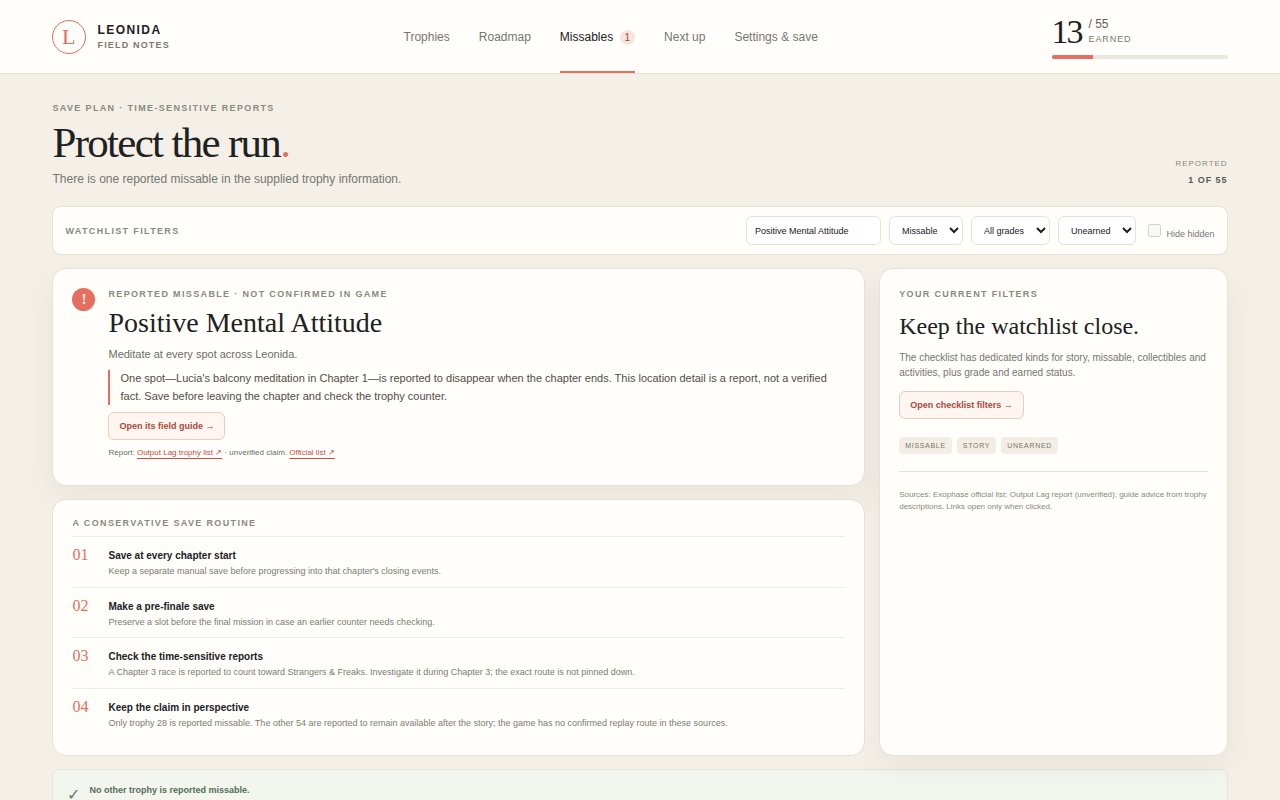 L
LEONIDA
FIELD NOTES
Trophies
Roadmap
Missables 1
Next up
Settings & save
13 / 55
EARNED
SAVE PLAN · TIME-SENSITIVE REPORTS
Protect the run.
There is one reported missable in the supplied trophy information.
REPORTED
1 OF 55
WATCHLIST FILTERS
Positive Mental Attitude
Missable
All grades
Unearned
Hide hidden
!
REPORTED MISSABLE · NOT CONFIRMED IN GAME
Positive Mental Attitude
Meditate at every spot across Leonida.
One spot—Lucia's balcony meditation in Chapter 1—is reported to disappear when the chapter ends. This location detail is a report, not a verified
fact. Save before leaving the chapter and check the trophy counter.
Open its field guide →
Report: Output Lag trophy list ↗ · unverified claim. Official list ↗
YOUR CURRENT FILTERS
Keep the watchlist close.
The checklist has dedicated kinds for story, missable, collectibles and
activities, plus grade and earned status.
Open checklist filters →
MISSABLE
STORY
UNEARNED
Sources: Exophase official list; Output Lag report (unverified); guide advice from trophy
descriptions. Links open only when clicked.
A CONSERVATIVE SAVE ROUTINE
01
Save at every chapter start
Keep a separate manual save before progressing into that chapter's closing events.
02
Make a pre-finale save
Preserve a slot before the final mission in case an earlier counter needs checking.
03
Check the time-sensitive reports
A Chapter 3 race is reported to count toward Strangers & Freaks. Investigate it during Chapter 3; the exact route is not pinned down.
04
Keep the claim in perspective
Only trophy 28 is reported missable. The other 54 are reported to remain available after the story; the game has no confirmed replay route in these sources.
✓
No other trophy is reported missable.